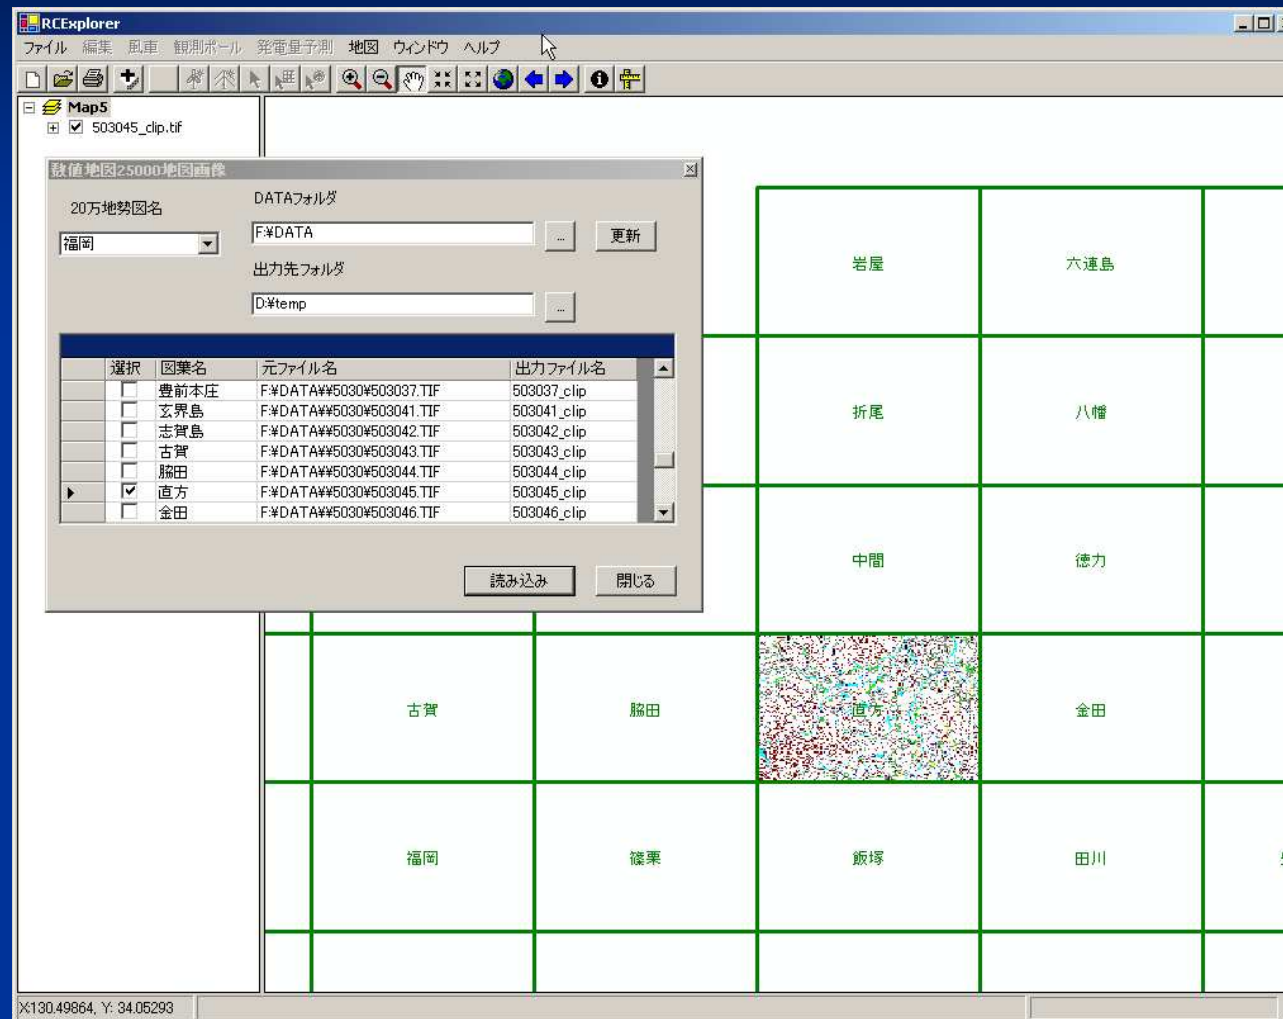 RCExplorer
ファイル 編集 風車 観測ポール 発電量予測 地図 ウィンドウ ヘルプ
Map5
503045_clip.tif
数値地図25000地図画像
20万地勢図名
DATAフォルダ
福岡
F:¥DATA
...
更新
出力先フォルダ
D:¥temp
...
選択 図葉名 元ファイル名 出力ファイル名
豊前本庄 F:¥DATA¥¥5030¥503037.TIF 503037_clip
玄界島 F:¥DATA¥¥5030¥503041.TIF 503041_clip
志賀島 F:¥DATA¥¥5030¥503042.TIF 503042_clip
古賀 F:¥DATA¥¥5030¥503043.TIF 503043_clip
脇田 F:¥DATA¥¥5030¥503044.TIF 503044_clip
直方 F:¥DATA¥¥5030¥503045.TIF 503045_clip
金田 F:¥DATA¥¥5030¥503046.TIF 503046_clip
読み込み 閉じる
岩屋 六連島
折尾 八幡
中間 徳力
古賀 脇田 直方 金田
福岡 篠栗 飯塚 田川
X:130.49864, Y: 34.05293